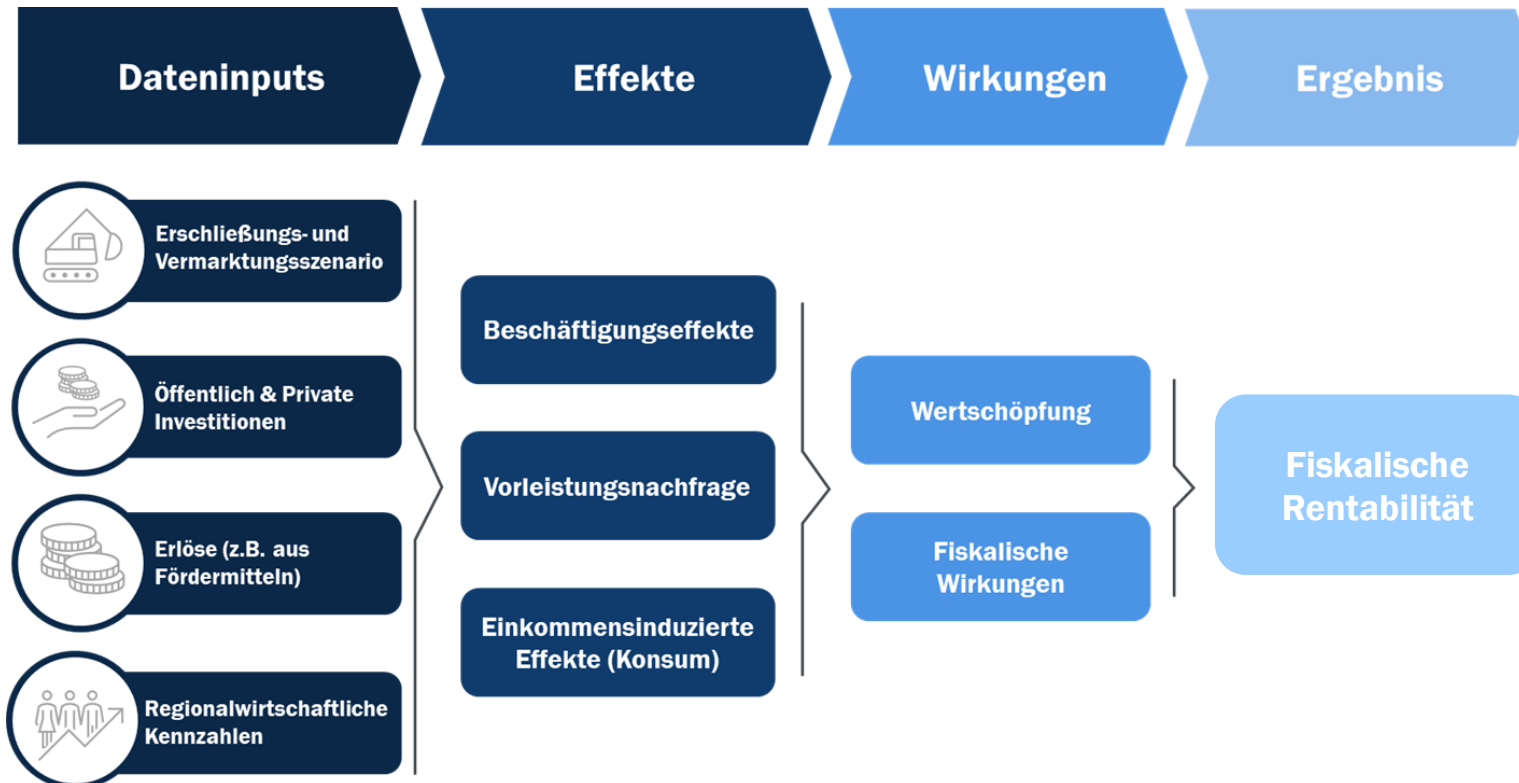 Dateninputs
Effekte
Wirkungen
Ergebnis
Erschließungs- und
Vermarktungsszenario
Öffentlich & Private
Investitionen
Erlöse (z.B. aus
Fördermitteln)
Regionalwirtschaftliche
Kennzahlen
Beschäftigungseffekte
Vorleistungsnachfrage
Einkommensinduzierte
Effekte (Konsum)
Wertschöpfung
Fiskalische
Wirkungen
Fiskalische
Rentabilität